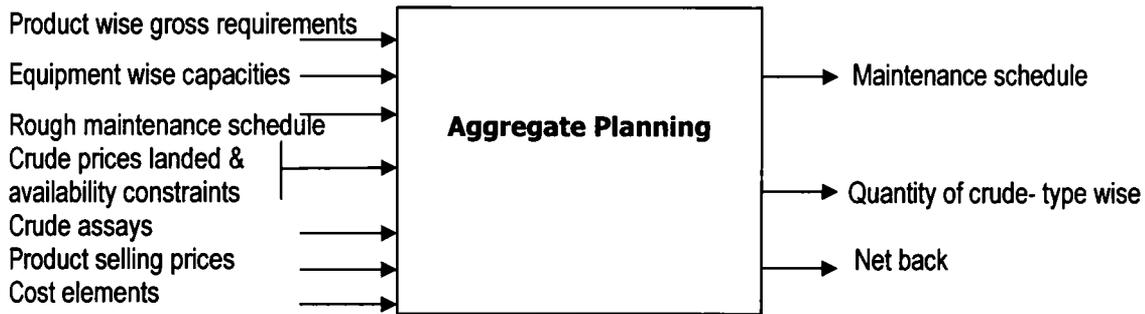 Product wise gross requirements
Equipment wise capacities
Rough maintenance schedule
Crude prices landed &
availability constraints
Crude assays
Product selling prices
Cost elements
Aggregate Planning
Maintenance schedule
Quantity of crude- type wise
Net back